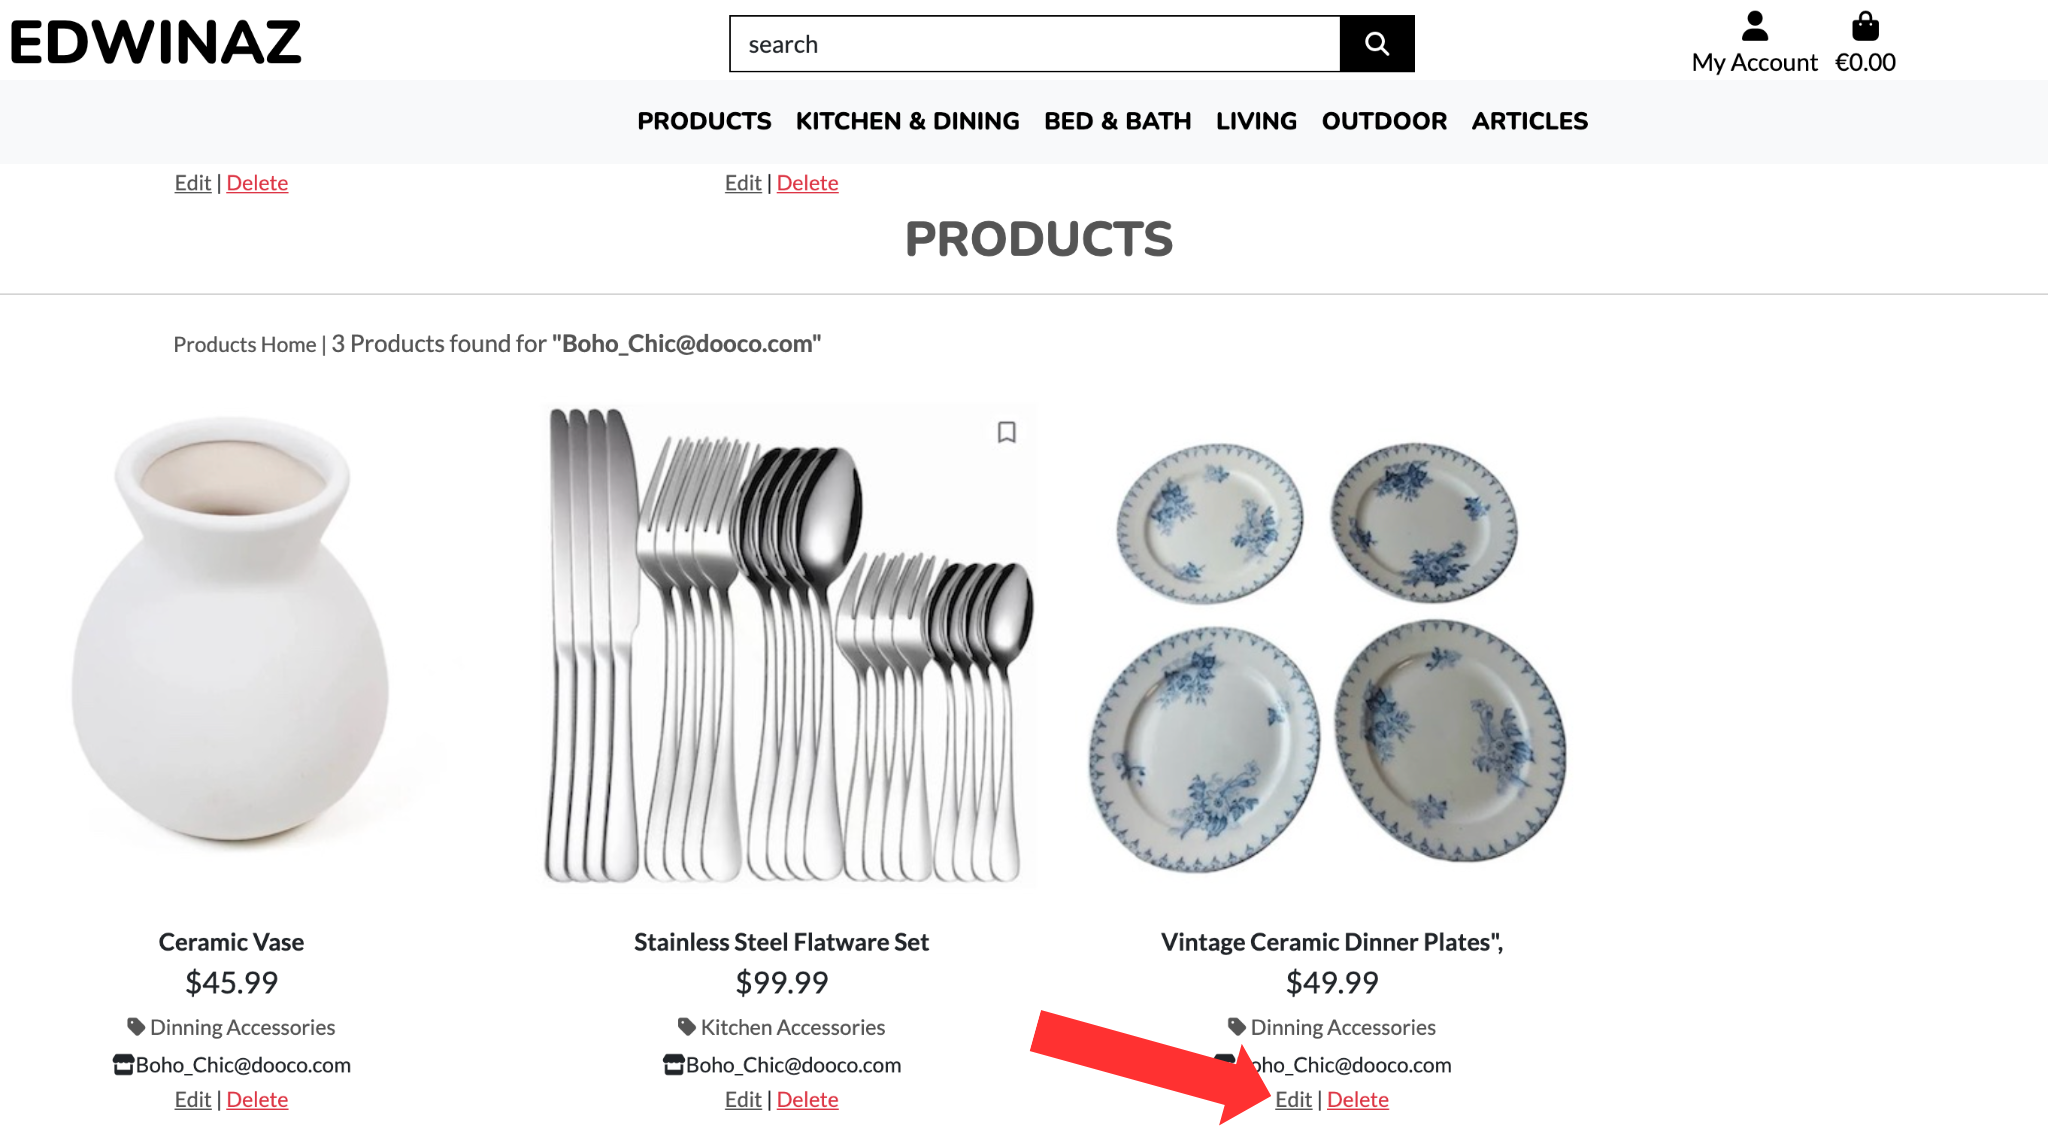 EDWINAZ
search
My Account €0.00
PRODUCTS KITCHEN & DINING BED & BATH LIVING OUTDOOR ARTICLES
Edit | Delete Edit | Delete
PRODUCTS
Products Home | 3 Products found for "Boho_Chic@dooco.com"
Ceramic Vase
$45.99
Dinning Accessories
Boho_Chic@dooco.com
Edit | Delete
Stainless Steel Flatware Set
$99.99
Kitchen Accessories
Boho_Chic@dooco.com
Edit | Delete
Vintage Ceramic Dinner Plates",
$49.99
Dinning Accessories
oho_Chic@dooco.com
Edit | Delete